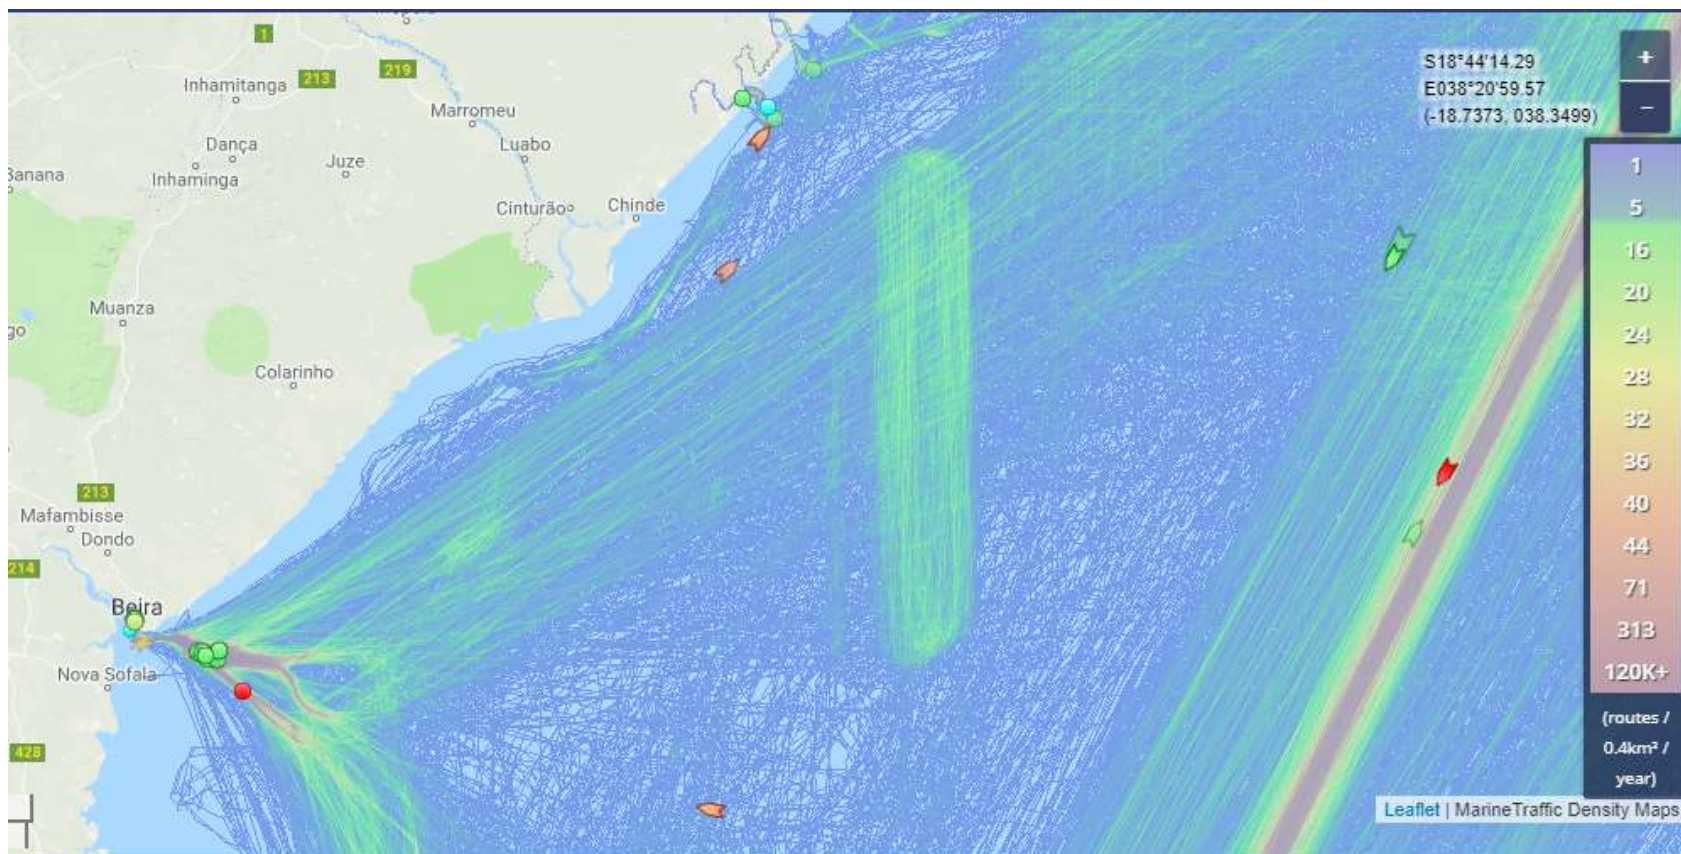 1
213
219
Inhamitanga
Marromeu
Dança
Juze
Luabo
Inhaminga
Cinturão
Chinde
Muanza
go
Colarinho
213
Mafambisse
Dondo
214
Beira
Nova Sofala
428
S18°44'14.29
E038°20'59.57
(-18.7373, 038.3499)
+
−
1
5
16
20
24
28
32
36
40
44
71
313
120K+
(routes /
0.4km² /
year)
Leaflet | MarineTraffic Density Maps